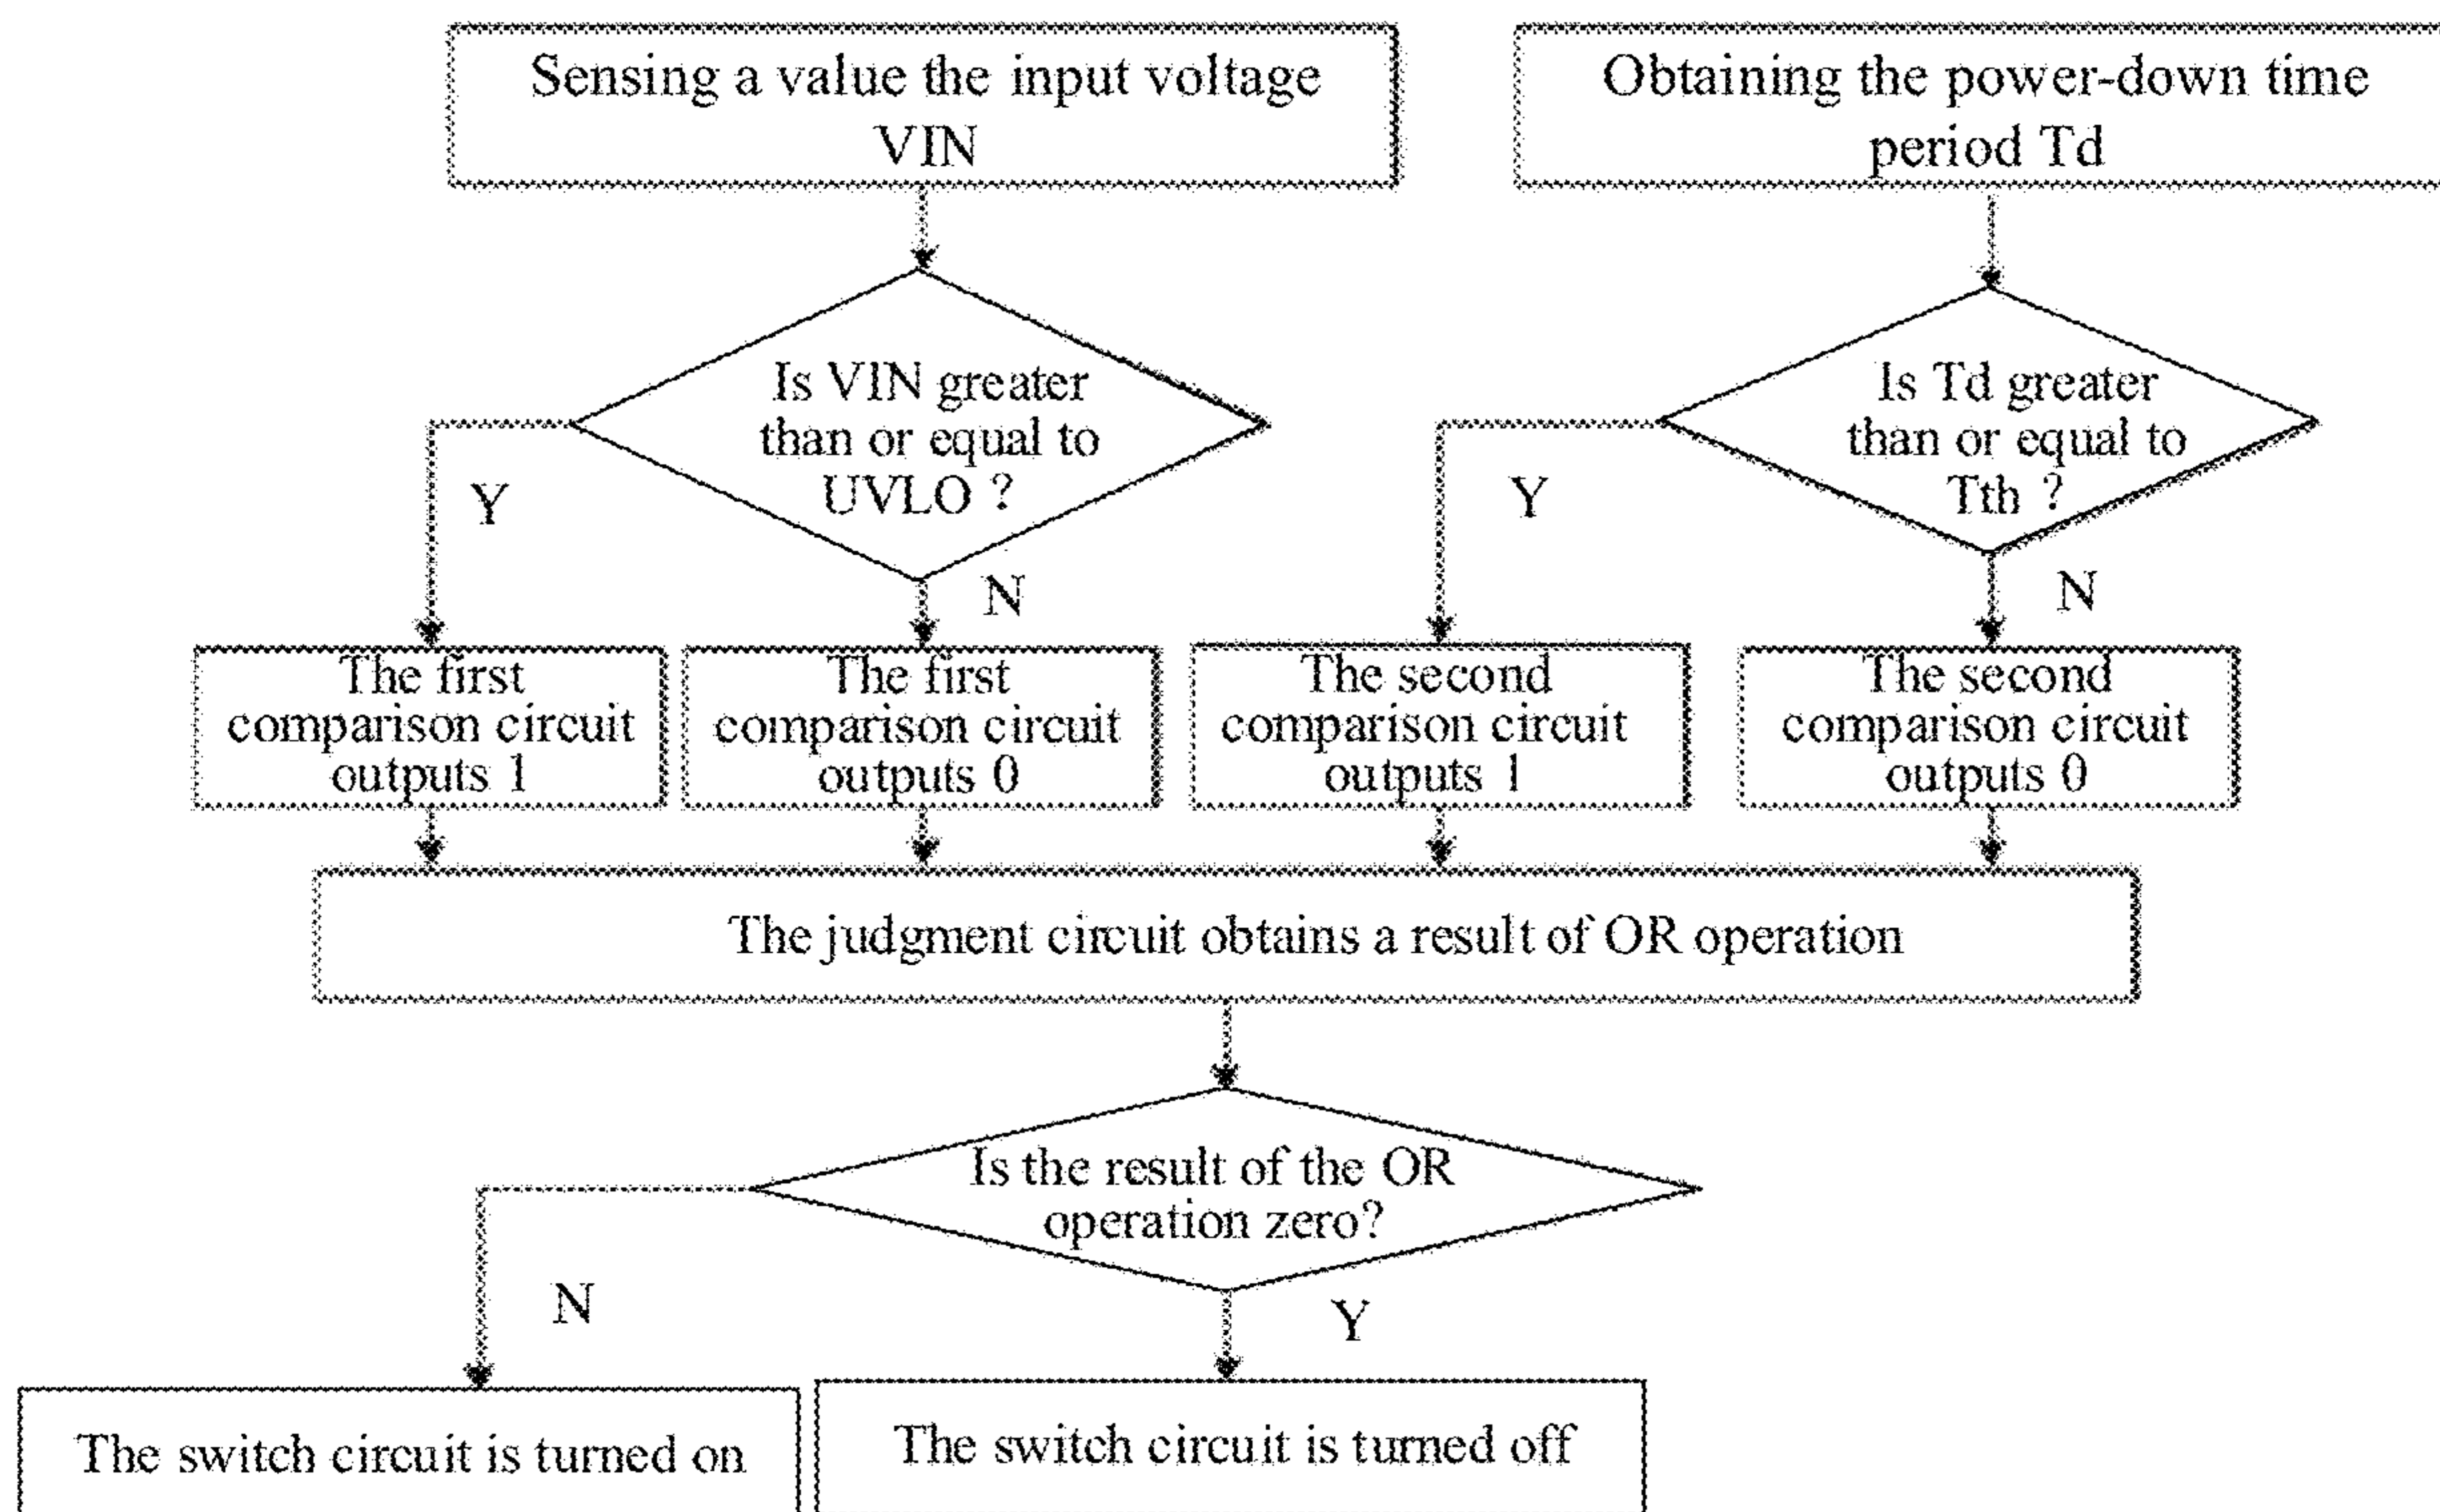 Sensing a value the input voltage
VIN
Obtaining the power-down time
period Td
Is VIN greater
than or equal to
UVLO ?
Is Td greater
than or equal to
Tth ?
Y
N
Y
N
The first
comparison circuit
outputs 1
The first
comparison circuit
outputs 0
The second
comparison circuit
outputs 1
The second
comparison circuit
outputs 0
The judgment circuit obtains a result of OR operation
Is the result of the OR
operation zero?
N
Y
The switch circuit is turned on
The switch circuit is turned off